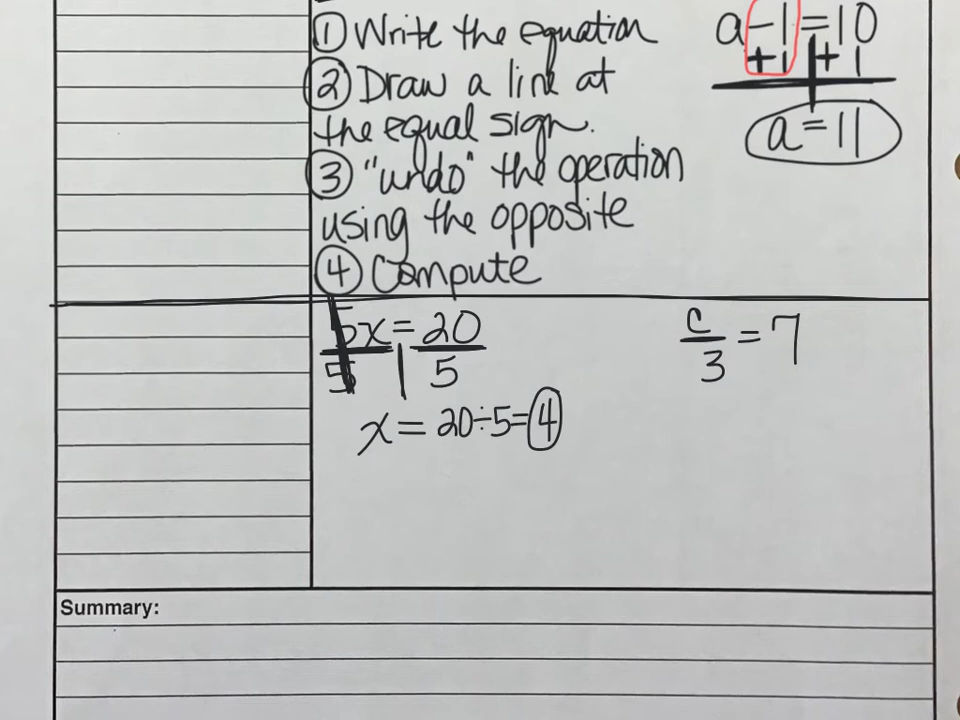 ① Write the equation
② Draw a line at
the equal sign.
③ "undo" the operation
using the opposite
④ Compute
a - 1 = 10
+1 | + 1
a = 11
5x = 20
5 | 5
x = 20 ÷ 5 = 4
c
3 = 7
Summary: